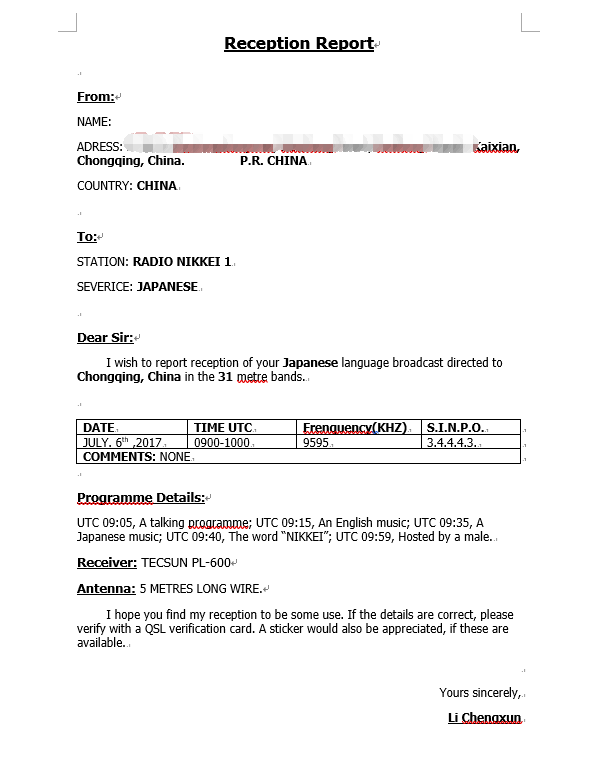 Reception Report
From:
NAME:
ADRESS: Kaixian,
Chongqing, China. P.R. CHINA
COUNTRY: CHINA
To:
STATION: RADIO NIKKEI 1
SEVERICE: JAPANESE
Dear Sir:
I wish to report reception of your Japanese language broadcast directed to
Chongqing, China in the 31 metre bands.
DATE TIME UTC Frenquency(KHZ) S.I.N.P.O.
JULY. 6th ,2017 0900-1000 9595 3.4.4.4.3.
COMMENTS: NONE
Programme Details:
UTC 09:05, A talking programme; UTC 09:15, An English music; UTC 09:35, A
Japanese music; UTC 09:40, The word “NIKKEI”; UTC 09:59, Hosted by a male.
Receiver: TECSUN PL-600
Antenna: 5 METRES LONG WIRE.
I hope you find my reception to be some use. If the details are correct, please
verify with a QSL verification card. A sticker would also be appreciated, if these are
available.
Yours sincerely,
Li Chengxun